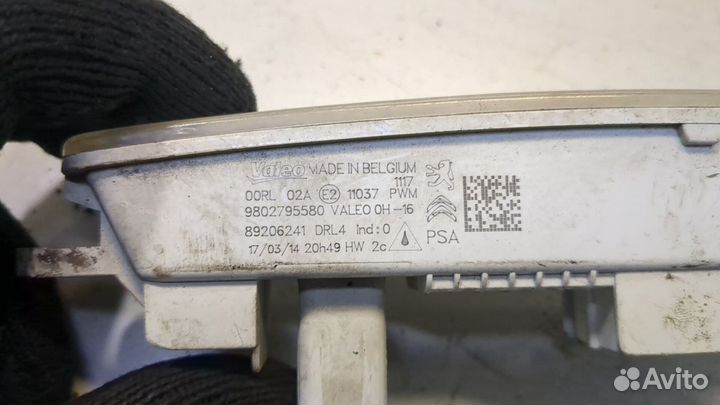 Valeo MADE IN BELGIUM
1117
00RL 02A E2 11037 PWM
9802795580 VALEO OH-16
89206241 DRL4 Ind:0
17/03/14 20h49 HW 2c
PSA
Avito